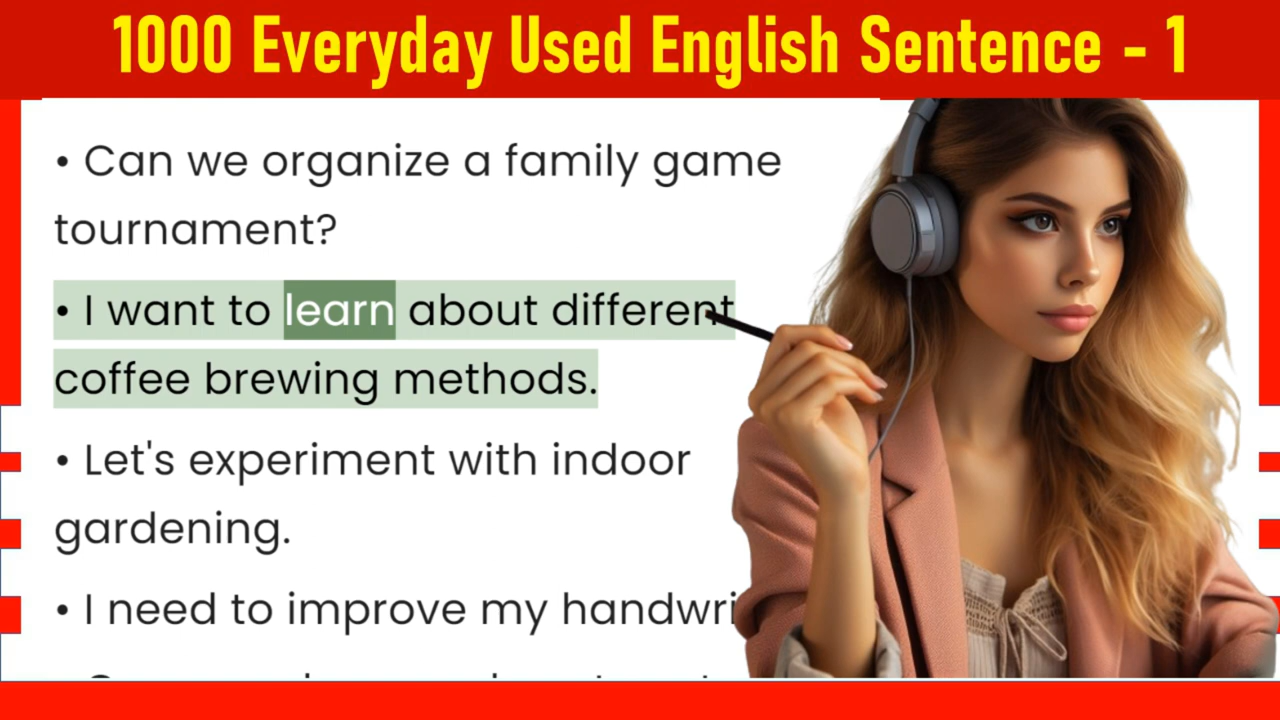 1000 Everyday Used English Sentence - 1
• Can we organize a family game
tournament?
• I want to learn about different
coffee brewing methods.
• Let's experiment with indoor
gardening.
• I need to improve my